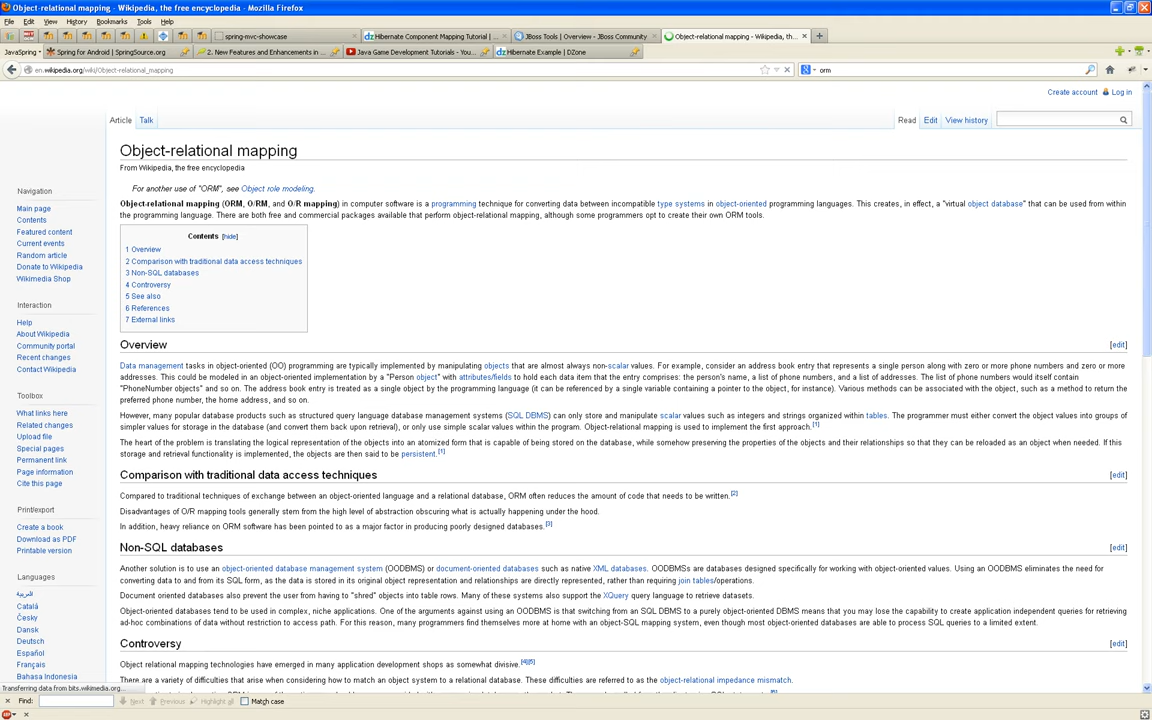 Object-relational mapping - Wikipedia, the free encyclopedia - Mozilla Firefox
File Edit View History Bookmarks Tools Help
spring-mvc-showcase
Hibernate Component Mapping Tutorial | ...
JBoss Tools | Overview - JBoss Community
Object-relational mapping - Wikipedia, th...
JavaSpring
Spring for Android | SpringSource.org
2. New Features and Enhancements in ...
Java Game Development Tutorials - You...
Hibernate Example | DZone
en.wikipedia.org/wiki/Object-relational_mapping
orm
Create account Log in
Article Talk
Read Edit View history
Object-relational mapping
From Wikipedia, the free encyclopedia
For another use of "ORM", see Object role modeling.
Object-relational mapping (ORM, O/RM, and O/R mapping) in computer software is a programming technique for converting data between incompatible type systems in object-oriented programming languages. This creates, in effect, a "virtual object database" that can be used from within
the programming language. There are both free and commercial packages available that perform object-relational mapping, although some programmers opt to create their own ORM tools.
Contents [hide]
1 Overview
2 Comparison with traditional data access techniques
3 Non-SQL databases
4 Controversy
5 See also
6 References
7 External links
Navigation
Main page
Contents
Featured content
Current events
Random article
Donate to Wikipedia
Wikimedia Shop
Interaction
Help
About Wikipedia
Community portal
Recent changes
Contact Wikipedia
Toolbox
What links here
Related changes
Upload file
Special pages
Permanent link
Page information
Cite this page
Print/export
Create a book
Download as PDF
Printable version
Languages
العربية
Català
Česky
Dansk
Deutsch
Español
Français
Bahasa Indonesia
Overview [edit]
Data management tasks in object-oriented (OO) programming are typically implemented by manipulating objects that are almost always non-scalar values. For example, consider an address book entry that represents a single person along with zero or more phone numbers and zero or more
addresses. This could be modeled in an object-oriented implementation by a "Person object" with attributes/fields to hold each data item that the entry comprises: the person's name, a list of phone numbers, and a list of addresses. The list of phone numbers would itself contain
"PhoneNumber objects" and so on. The address book entry is treated as a single object by the programming language (it can be referenced by a single variable containing a pointer to the object, for instance). Various methods can be associated with the object, such as a method to return the
preferred phone number, the home address, and so on.
However, many popular database products such as structured query language database management systems (SQL DBMS) can only store and manipulate scalar values such as integers and strings organized within tables. The programmer must either convert the object values into groups of
simpler values for storage in the database (and convert them back upon retrieval), or only use simple scalar values within the program. Object-relational mapping is used to implement the first approach.[1]
The heart of the problem is translating the logical representation of the objects into an atomized form that is capable of being stored on the database, while somehow preserving the properties of the objects and their relationships so that they can be reloaded as an object when needed. If this
storage and retrieval functionality is implemented, the objects are then said to be persistent.[1]
Comparison with traditional data access techniques [edit]
Compared to traditional techniques of exchange between an object-oriented language and a relational database, ORM often reduces the amount of code that needs to be written.[2]
Disadvantages of O/R mapping tools generally stem from the high level of abstraction obscuring what is actually happening under the hood.
In addition, heavy reliance on ORM software has been pointed to as a major factor in producing poorly designed databases.[3]
Non-SQL databases [edit]
Another solution is to use an object-oriented database management system (OODBMS) or document-oriented databases such as native XML databases. OODBMSs are databases designed specifically for working with object-oriented values. Using an OODBMS eliminates the need for
converting data to and from its SQL form, as the data is stored in its original object representation and relationships are directly represented, rather than requiring join tables/operations.
Document oriented databases also prevent the user from having to "shred" objects into table rows. Many of these systems also support the XQuery query language to retrieve datasets.
Object-oriented databases tend to be used in complex, niche applications. One of the arguments against using an OODBMS is that switching from an SQL DBMS to a purely object-oriented DBMS means that you may lose the capability to create application independent queries for retrieving
ad-hoc combinations of data without restriction to access path. For this reason, many programmers find themselves more at home with an object-SQL mapping system, even though most object-oriented databases are able to process SQL queries to a limited extent.
Controversy [edit]
Object relational mapping technologies have emerged in many application development shops as somewhat divisive.[4][5]
There are a variety of difficulties that arise when considering how to match an object system to a relational database. These difficulties are referred to as the object-relational impedance mismatch.
Transferring data from bits.wikimedia.org...
Find: Next Previous Highlight all Match case